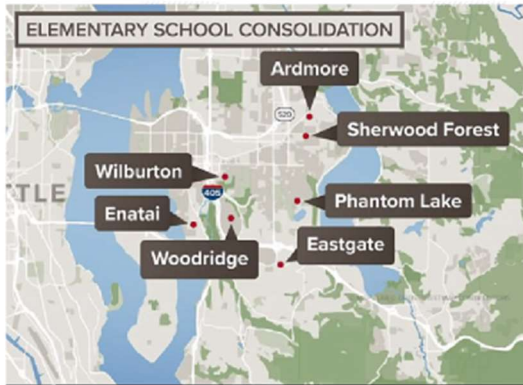 ELEMENTARY SCHOOL CONSOLIDATION
Ardmore
520
Sherwood Forest
Wilburton
405
TTLE
Enatai
Phantom Lake
Woodridge
Eastgate